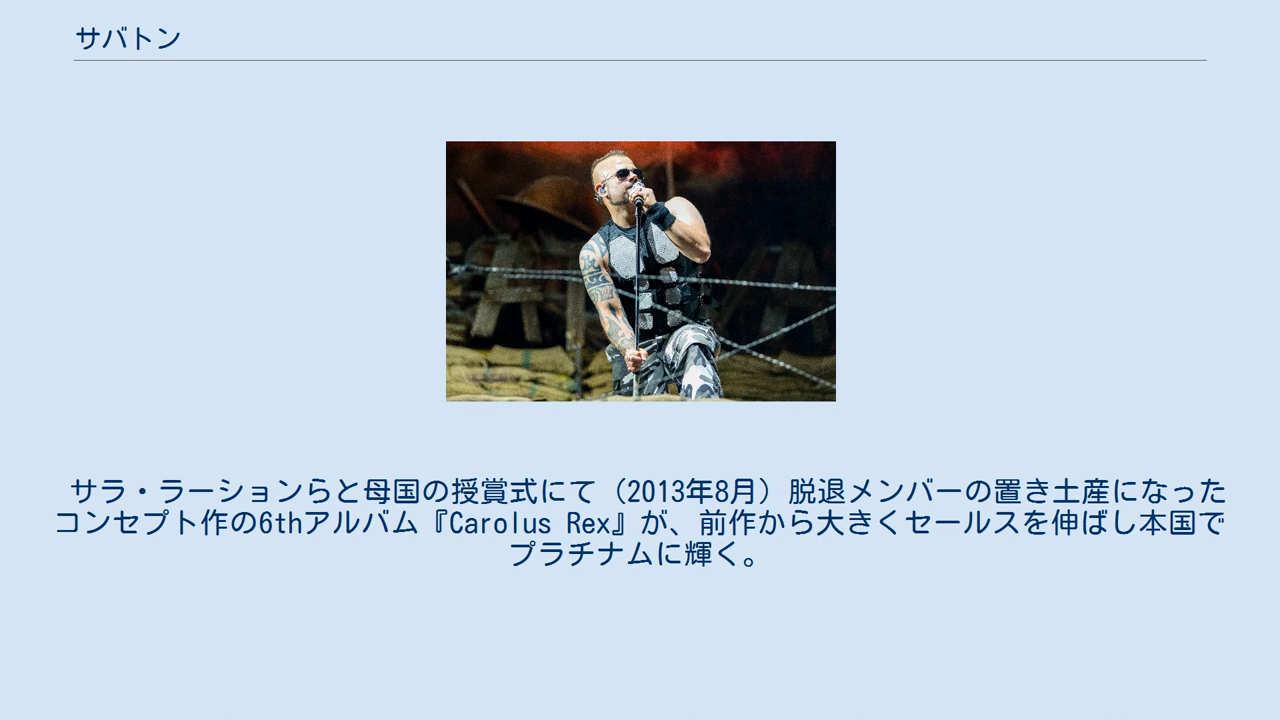 サバトン
サラ・ラーションらと母国の授賞式にて（2013年8月）脱退メンバーの置き土産になった
コンセプト作の6thアルバム『Carolus Rex』が、前作から大きくセールスを伸ばし本国で
プラチナムに輝く。